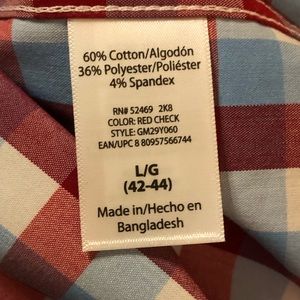 60% Cotton/Algodón
36% Polyester/Poliéster
4% Spandex
RN# 52469 2K8
COLOR: RED CHECK
STYLE: GM29Y060
EAN/UPC 8 80957566744
L/G
(42-44)
Made in/Hecho en
Bangladesh